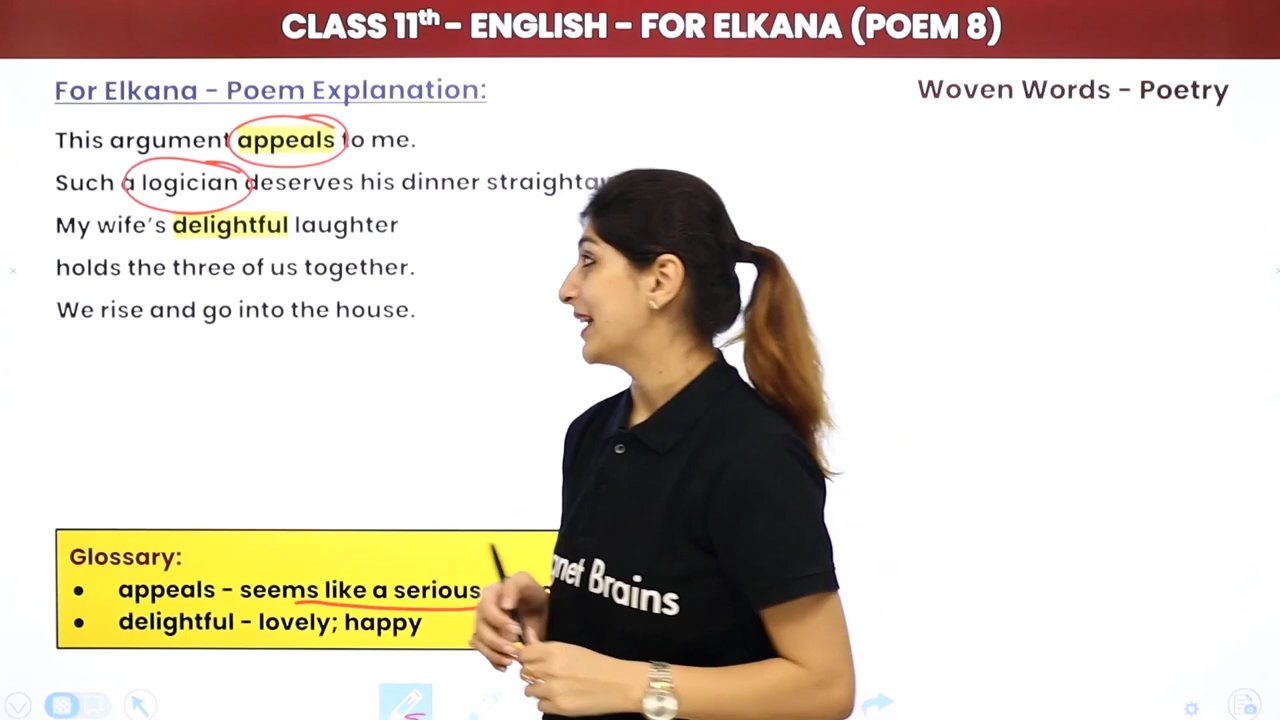 CLASS 11th – ENGLISH – FOR ELKANA (POEM 8)
For Elkana – Poem Explanation:
Woven Words – Poetry
This argument appeals to me.
Such a logician deserves his dinner
My wife's delightful laughter
holds the three of us together.
We rise and go into the house.
Glossary:
• appeals – seems like a serious
• delightful – lovely; happy
Brains